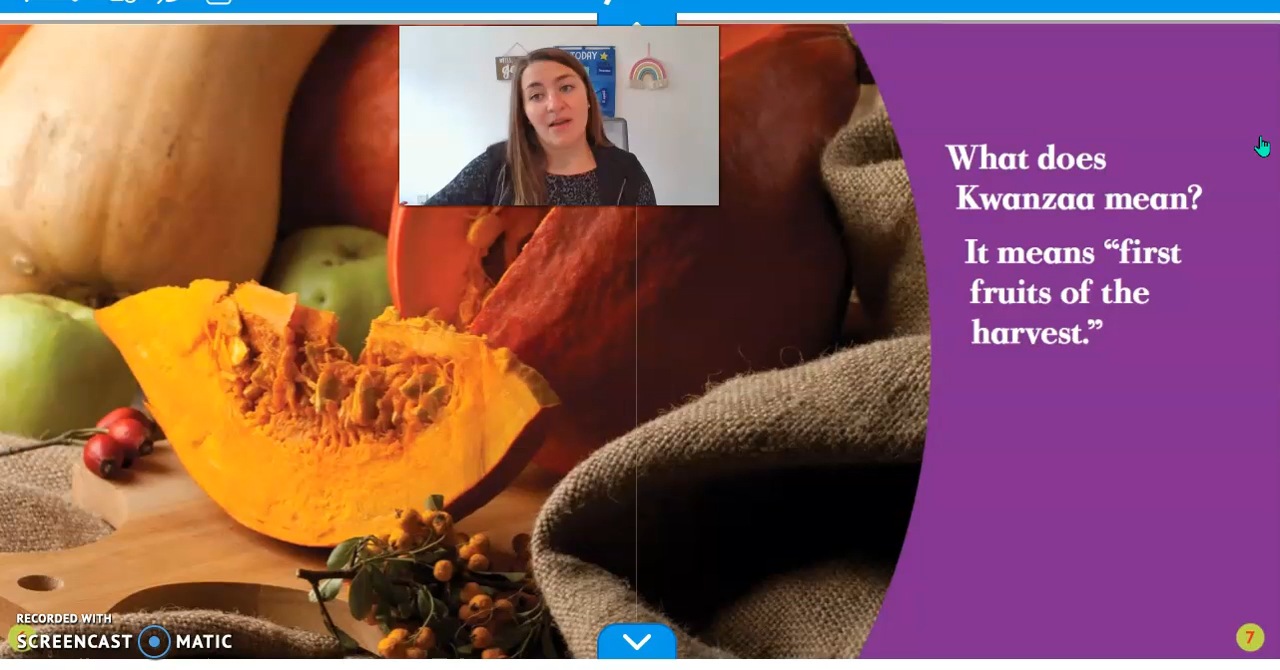 TODAY
What does
Kwanzaa mean?
It means “first
fruits of the
harvest.”
RECORDED WITH
SCREENCAST MATIC
7